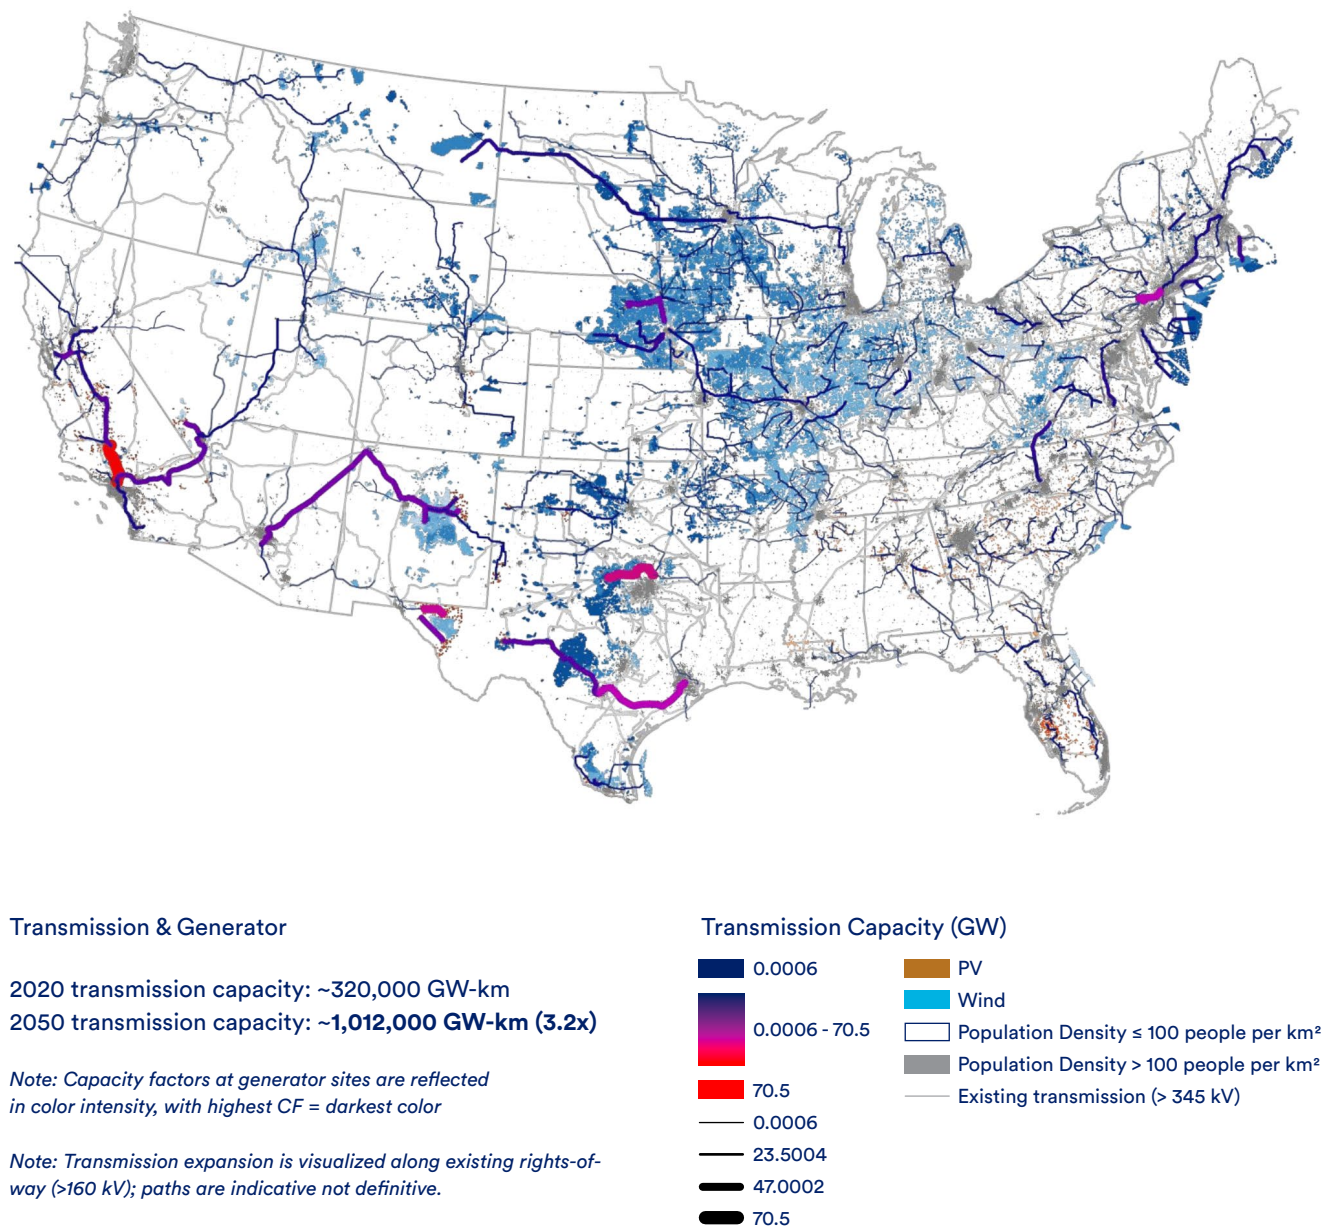 Transmission & Generator
2020 transmission capacity: ~320,000 GW-km
2050 transmission capacity: ~1,012,000 GW-km (3.2x)
Note: Capacity factors at generator sites are reflected
in color intensity, with highest CF = darkest color
Note: Transmission expansion is visualized along existing rights-of-
way (>160 kV); paths are indicative not definitive.
Transmission Capacity (GW)
0.0006
0.0006 - 70.5
70.5
0.0006
23.5004
47.0002
70.5
PV
Wind
Population Density ≤ 100 people per km²
Population Density > 100 people per km²
Existing transmission (> 345 kV)